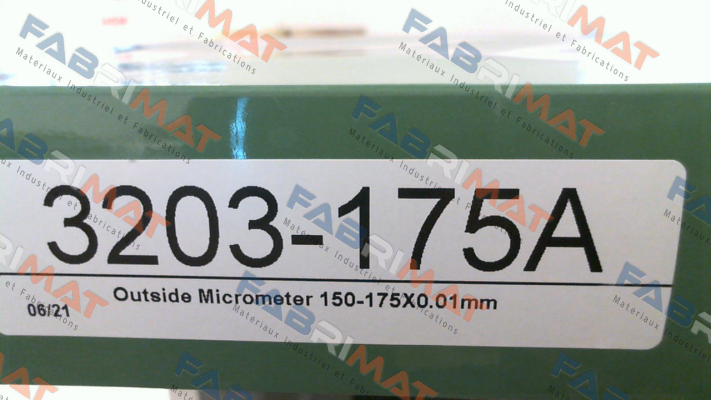 3203-175A
Outside Micrometer 150-175X0.01mm
06/21
FABRIMAT
Materiaux Industriel et Fabrications